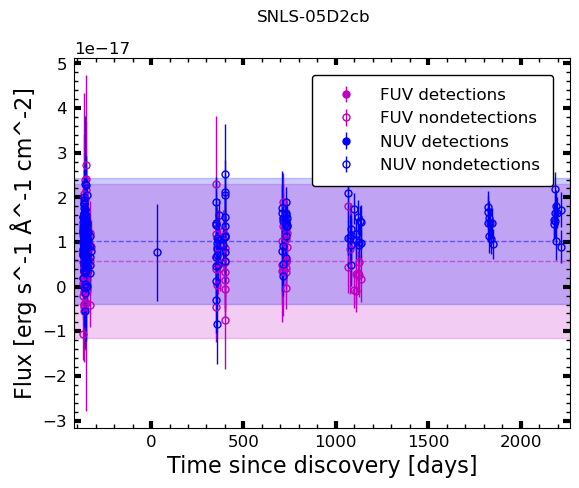 SNLS-05D2cb
1e−17
FUV detections
FUV nondetections
NUV detections
NUV nondetections
5
4
3
2
1
0
−1
−2
−3
Flux [erg s^-1 Å^-1 cm^-2]
0 500 1000 1500 2000
Time since discovery [days]